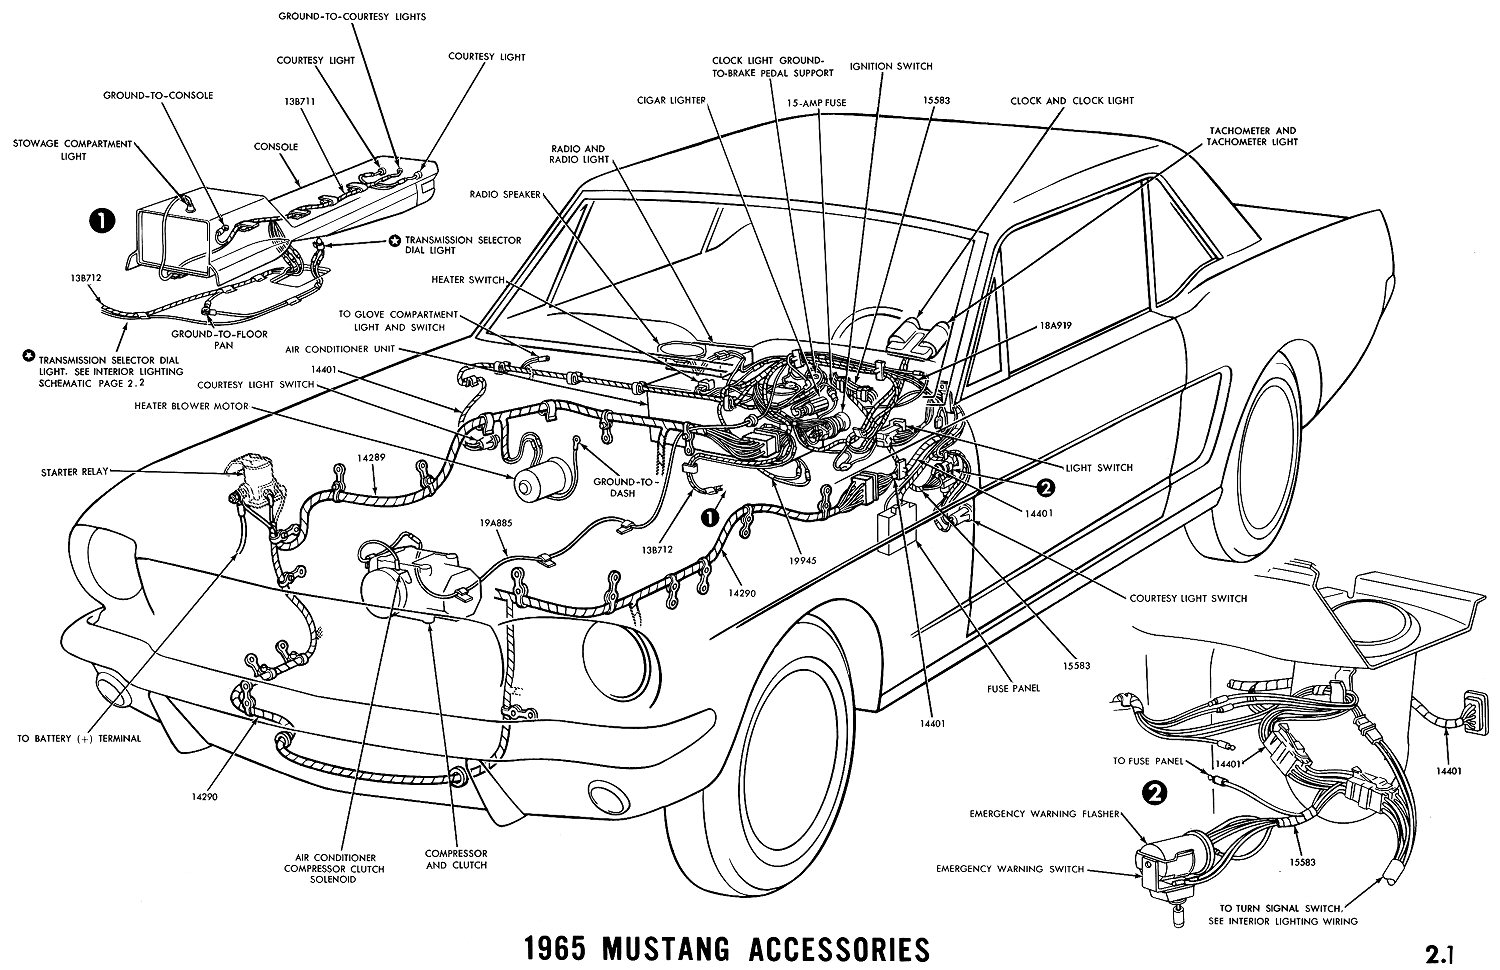 GROUND-TO-COURTESY LIGHTS
COURTESY LIGHT
COURTESY LIGHT
GROUND-TO-CONSOLE
13B711
STOWAGE COMPARTMENT
LIGHT
CONSOLE
1
TRANSMISSION SELECTOR
DIAL LIGHT
13B712
GROUND-TO-FLOOR
PAN
TRANSMISSION SELECTOR DIAL
LIGHT. SEE INTERIOR LIGHTING
SCHEMATIC PAGE 2.2
CLOCK LIGHT GROUND-
TO-BRAKE PEDAL SUPPORT
IGNITION SWITCH
CIGAR LIGHTER
15-AMP FUSE
15583
CLOCK AND CLOCK LIGHT
TACHOMETER AND
TACHOMETER LIGHT
RADIO AND
RADIO LIGHT
RADIO SPEAKER
HEATER SWITCH
TO GLOVE COMPARTMENT
LIGHT AND SWITCH
AIR CONDITIONER UNIT
14401
COURTESY LIGHT SWITCH
HEATER BLOWER MOTOR
18A919
STARTER RELAY
14289
GROUND-TO-
DASH
LIGHT SWITCH
2
14401
1
19A885
13B712
19945
14290
COURTESY LIGHT SWITCH
15583
FUSE PANEL
14401
TO BATTERY (+) TERMINAL
14290
AIR CONDITIONER
COMPRESSOR CLUTCH
SOLENOID
COMPRESSOR
AND CLUTCH
TO FUSE PANEL
14401
14401
2
EMERGENCY WARNING FLASHER
15583
EMERGENCY WARNING SWITCH
TO TURN SIGNAL SWITCH,
SEE INTERIOR LIGHTING WIRING
1965 MUSTANG ACCESSORIES
2.1